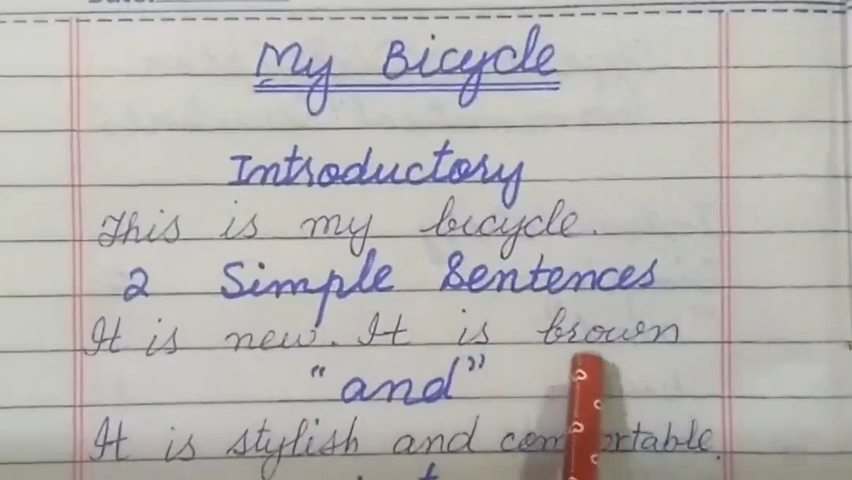 My Bicycle
Introductory
This is my bicycle.
2 Simple Sentences
It is new. It is brown
"and"
It is stylish and